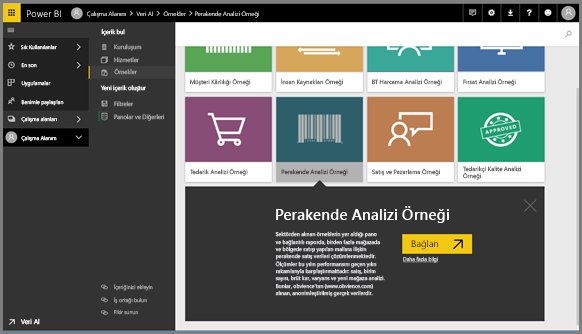 Power BI
Çalışma Alanım > Veri Al > Örnekler > Perakende Analizi Örneği
Sık Kullanılanlar
En son
Uygulamalar
Benimle paylaşılan
Çalışma alanları
Çalışma Alanım
Veri Al
İçerik bul
Kuruluşum
Hizmetler
Örnekler
Yeni içerik oluştur
Filtreler
Panolar ve Diğerleri
İçeriğinizi ekleyin
İş ortağı bulun
Fikir sunun
Müşteri Kârlılığı Örneği
İnsan Kaynakları Örneği
BT Harcama Analizi Örneği
Fırsat Analizi Örneği
APPROVED
Tedarik Analizi Örneği
Perakende Analizi Örneği
Satış ve Pazarlama Örneği
Tedarikçi Kalite Analizi
Örneği
Perakende Analizi Örneği
Sektörden alınan örneklerin yer aldığı pano
ve bağlantılı raporda, birden fazla mağazada
ve bölgede satışı yapılan mallara ilişkin
perakende satış verileri çözümlenmektedir.
Ölçümler bu yılın performansını geçen yılın
rakamlarıyla karşılaştırmaktadır: satış, birim
sayısı, brüt kar, varyans ve yeni mağaza analizi.
Bunlar, obvience'tan (www.obvience.com)
alınan, anonimleştirilmiş gerçek verilerdir.
Bağlan
Daha fazla bilgi